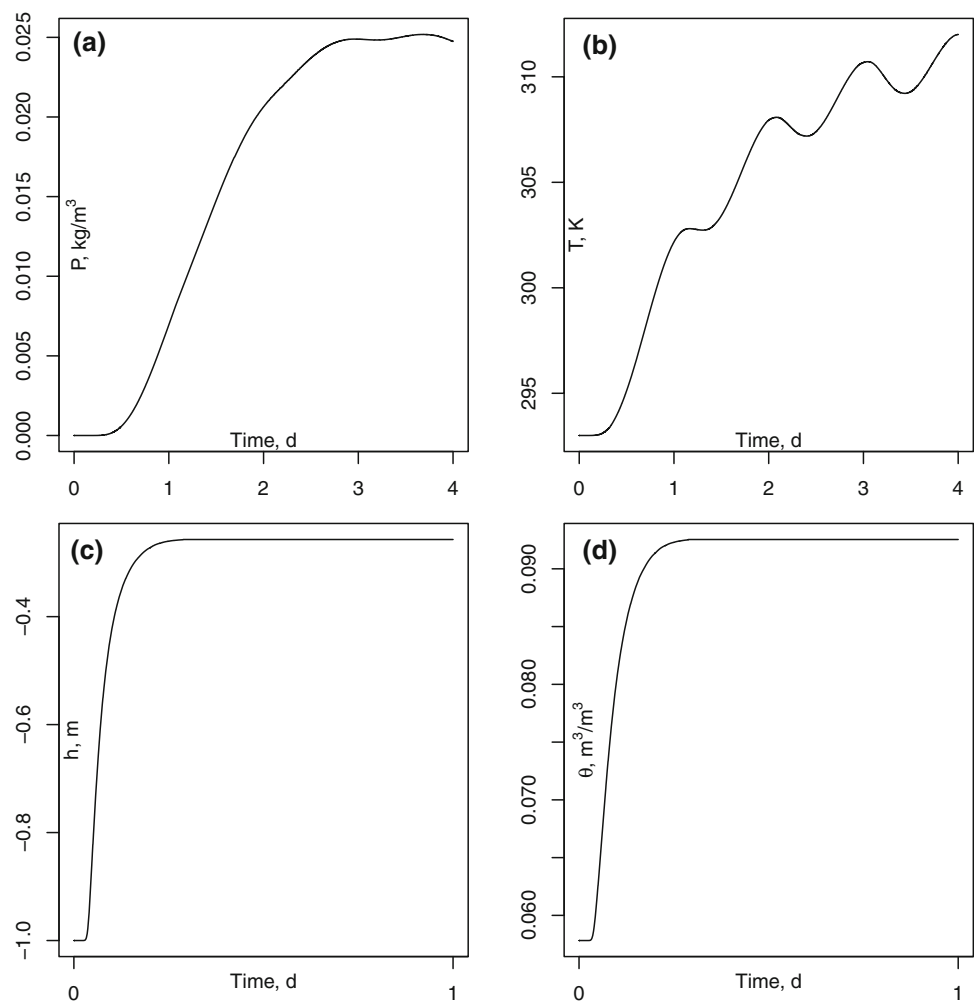 (a)
0.025
0.020
0.015
0.010
0.005
0.000
P, kg/m³
Time, d
0 1 2 3 4
(b)
310
305
300
295
T, K
Time, d
0 1 2 3 4
(c)
−0.4
−0.6
−0.8
−1.0
h, m
Time, d
0 1
(d)
0.090
0.080
0.070
0.060
θ, m³/m³
Time, d
0 1